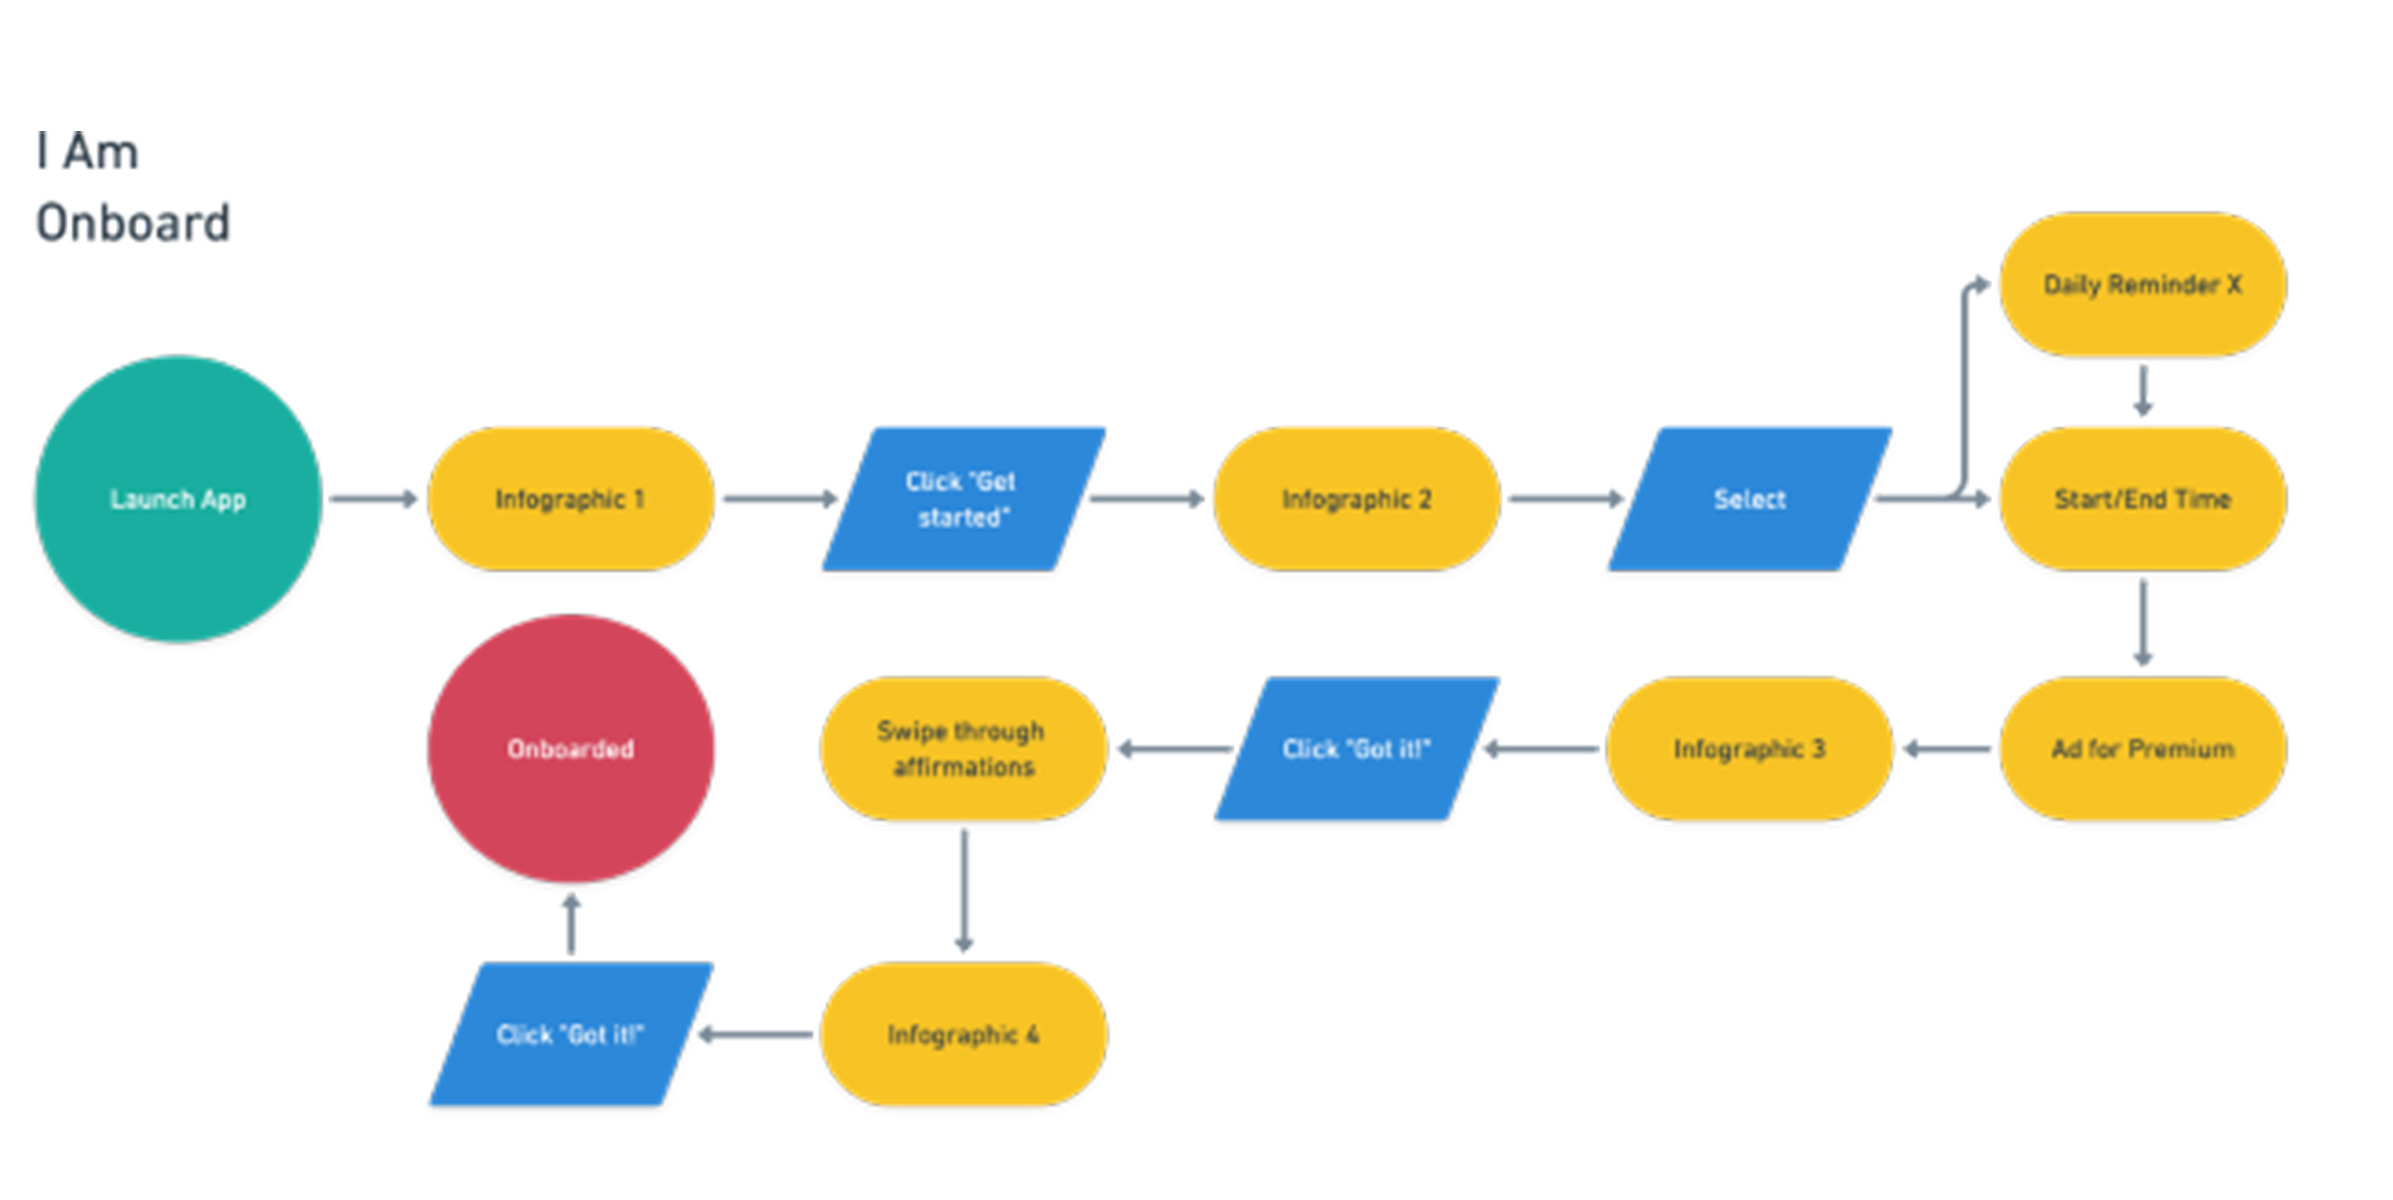 I Am
Onboard
Launch App
Infographic 1
Click "Get
started"
Infographic 2
Select
Daily Reminder X
Start/End Time
Ad for Premium
Infographic 3
Click "Got it!"
Swipe through
affirmations
Infographic 4
Click "Got it!"
Onboarded